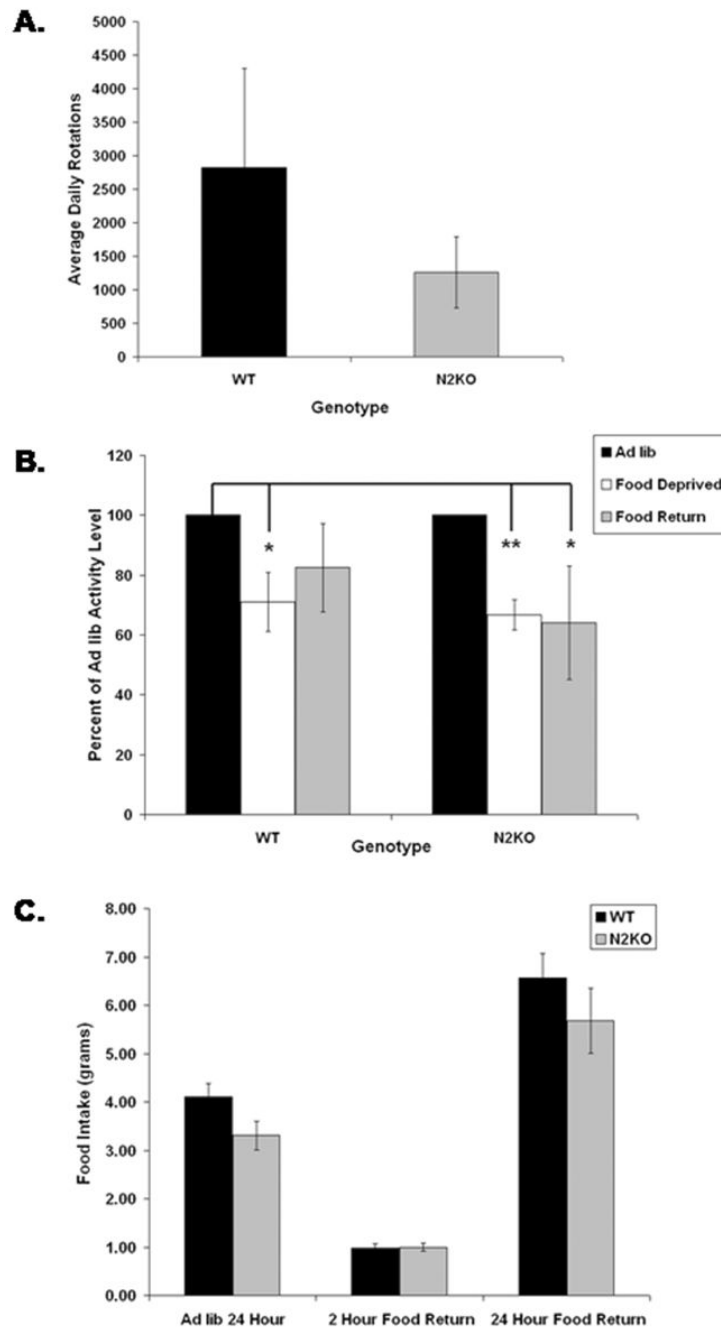 A.
5000
4500
4000
3500
3000
2500
2000
1500
1000
500
0
Average Daily Rotations
WT N2KO
Genotype
B.
120
100
80
60
40
20
0
Percent of Ad lib Activity Level
Ad lib
Food Deprived
Food Return
* ** *
WT N2KO
Genotype
C.
8.00
7.00
6.00
5.00
4.00
3.00
2.00
1.00
0.00
Food Intake (grams)
WT
N2KO
Ad lib 24 Hour 2 Hour Food Return 24 Hour Food Return